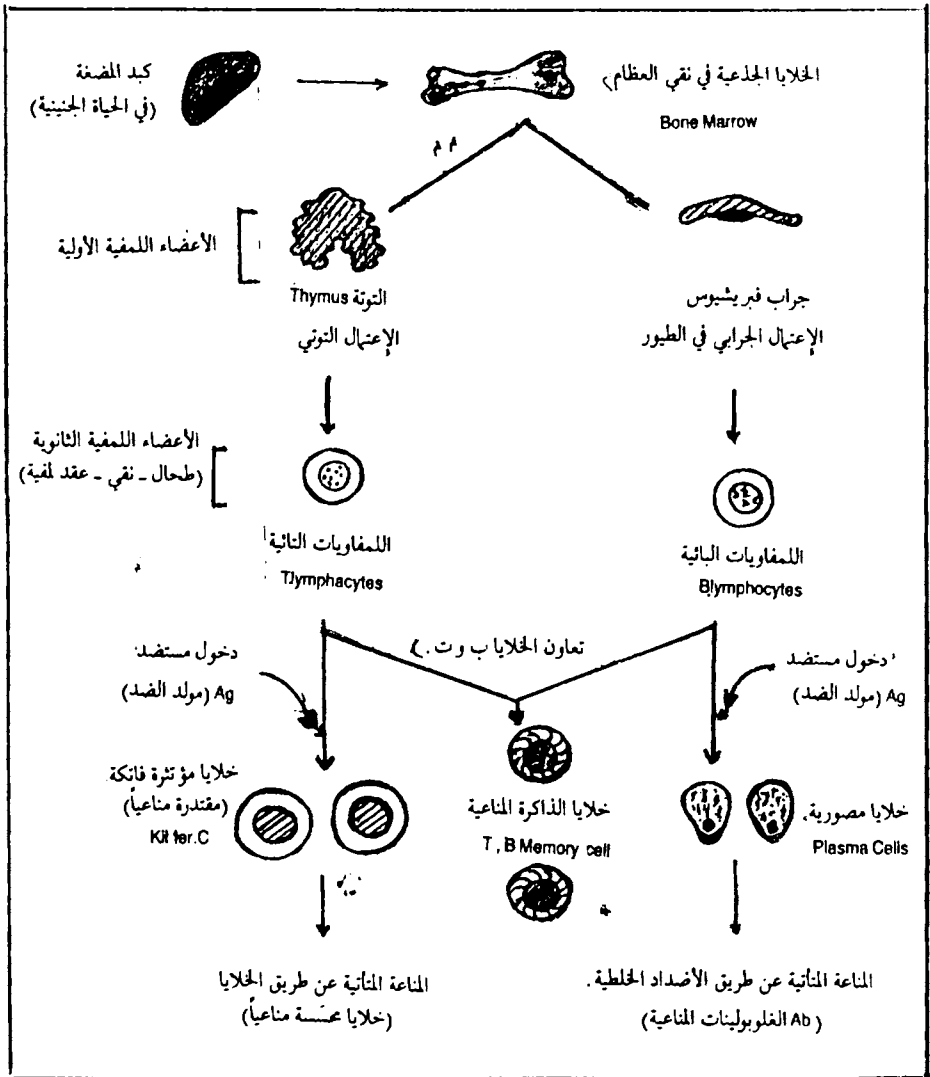 كبد المضغة
(في الحياة الجنينية)
الخلايا الجذعية في نقي العظام
Bone Marrow
الأعضاء اللمفية الأولية
التوتة Thymus
الإعتمال التوتي
جراب فبريشيوس
الإعتمال الجرابي في الطيور
الأعضاء اللمفية الثانوية
(طحال - نقي - عقد لمفية)
اللمفاويات التائية
Tlymphacytes
اللمفاويات البائية
Blymphocytes
تعاون الخلايا ب و ت.
دخول مستضد
Ag (مولد الضد)
دخول مستضد
Ag (مولد الضد)
خلايا مؤتثرة فاتكة
(مقتدرة مناعياً)
Killer.C
خلايا الذاكرة المناعية
T , B Memory cell
خلايا مصورية.
Plasma Cells
المناعة المتأتية عن طريق الخلايا
(خلايا محسّسة مناعياً)
المناعة المتأتية عن طريق الأضداد الخلطية .
(Ab الغلوبولينات المناعية)